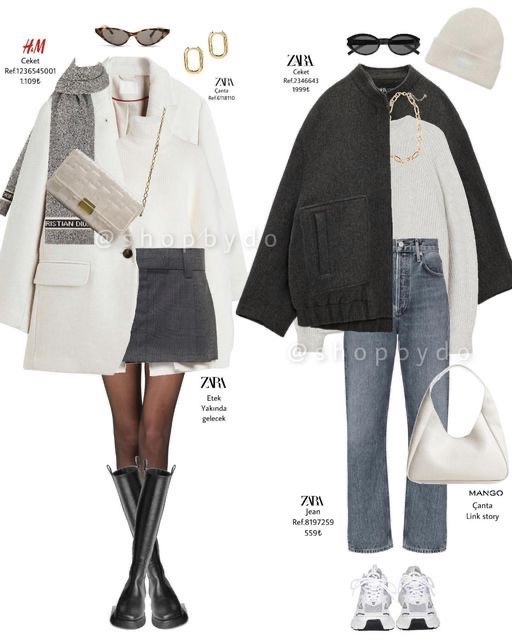 H&M
Ceket
Ref.1236545001
1.109₺
ZARA
Çanta
Ref.6118110
RISTIAN DIO
@shopbydo
ZARA
Etek
Yakında
gelecek
ZARA
Ceket
Ref.2346643
1999₺
@shopbydo
ZARA
Jean
Ref.8197259
559₺
MANGO
Çanta
Link story